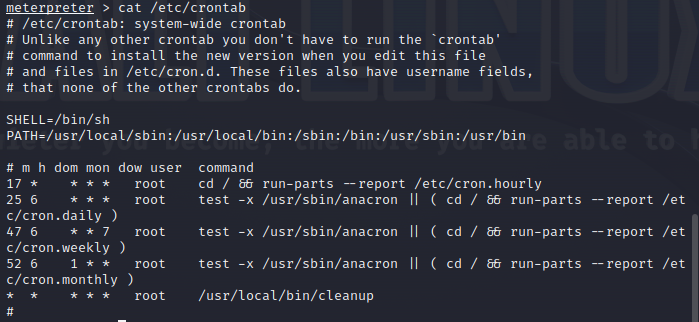 meterpreter > cat /etc/crontab
# /etc/crontab: system-wide crontab
# Unlike any other crontab you don't have to run the `crontab'
# command to install the new version when you edit this file
# and files in /etc/cron.d. These files also have username fields,
# that none of the other crontabs do.

SHELL=/bin/sh
PATH=/usr/local/sbin:/usr/local/bin:/sbin:/bin:/usr/sbin:/usr/bin

# m h dom mon dow user  command
17 *    * * *   root    cd / && run-parts --report /etc/cron.hourly
25 6    * * *   root    test -x /usr/sbin/anacron || ( cd / && run-parts --report /et
c/cron.daily )
47 6    * * 7   root    test -x /usr/sbin/anacron || ( cd / && run-parts --report /et
c/cron.weekly )
52 6    1 * *   root    test -x /usr/sbin/anacron || ( cd / && run-parts --report /et
c/cron.monthly )
*  *    * * *   root    /usr/local/bin/cleanup
#